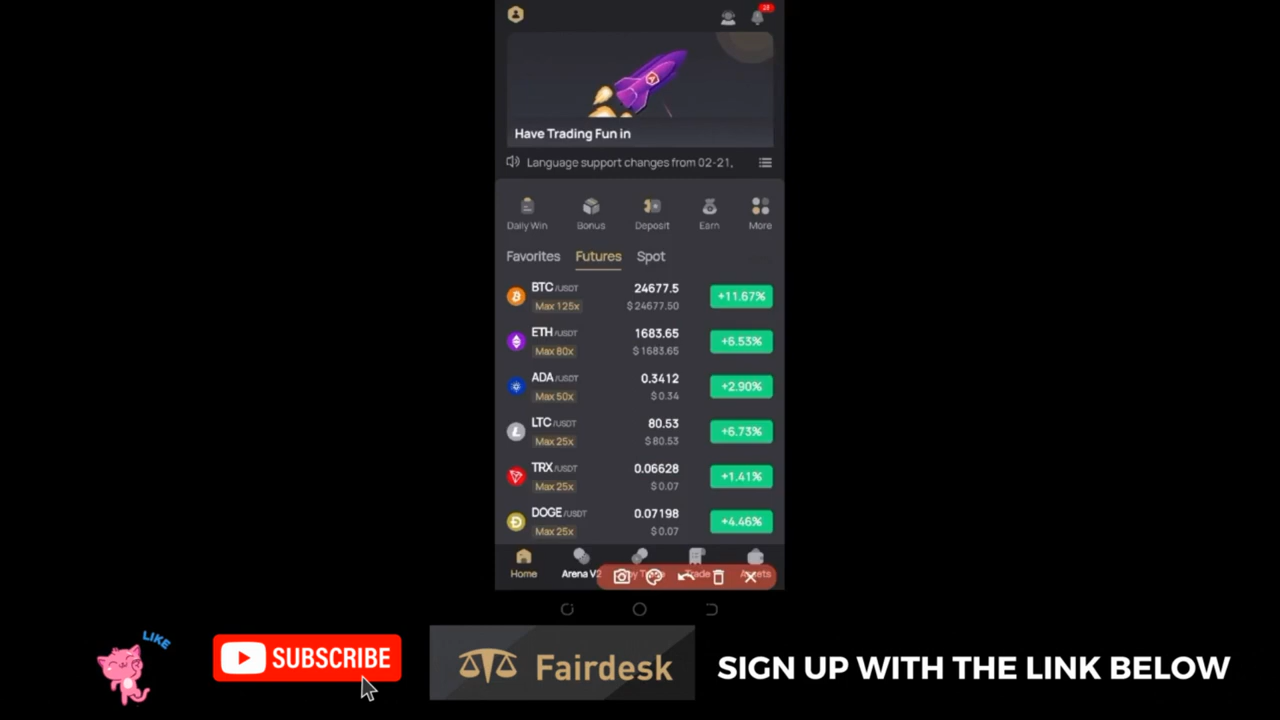 28
Have Trading Fun in
Language support changes from 02-21,
Daily Win Bonus Deposit Earn More
Favorites Futures Spot
BTC /USDT 24677.5 +11.67%
Max 125x $ 24677.50
ETH /USDT 1683.65 +6.53%
Max 80x $ 1683.65
ADA /USDT 0.3412 +2.90%
Max 50x $ 0.34
LTC /USDT 80.53 +6.73%
Max 25x $ 80.53
TRX /USDT 0.06628 +1.41%
Max 25x $ 0.07
DOGE /USDT 0.07198 +4.46%
Max 25x $ 0.07
Home Arena V2 Trade Assets
LIKE
SUBSCRIBE
Fairdesk
SIGN UP WITH THE LINK BELOW